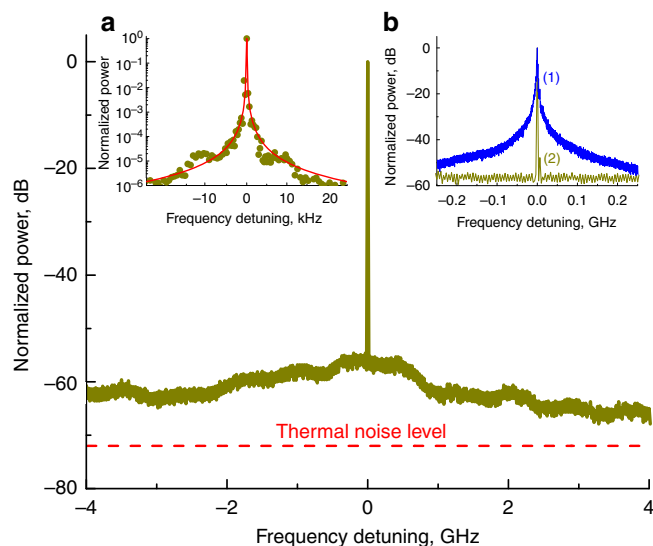 a
Normalized power
10⁰
10⁻¹
10⁻²
10⁻³
10⁻⁴
10⁻⁵
10⁻⁶
−10 0 10 20
Frequency detuning, kHz
b
Normalized power, dB
0
−20
−40
−60
(1)
(2)
−0.2 −0.1 0.0 0.1 0.2
Frequency detuning, GHz
Normalized power, dB
0
−20
−40
−60
−80
Thermal noise level
−4 −2 0 2 4
Frequency detuning, GHz